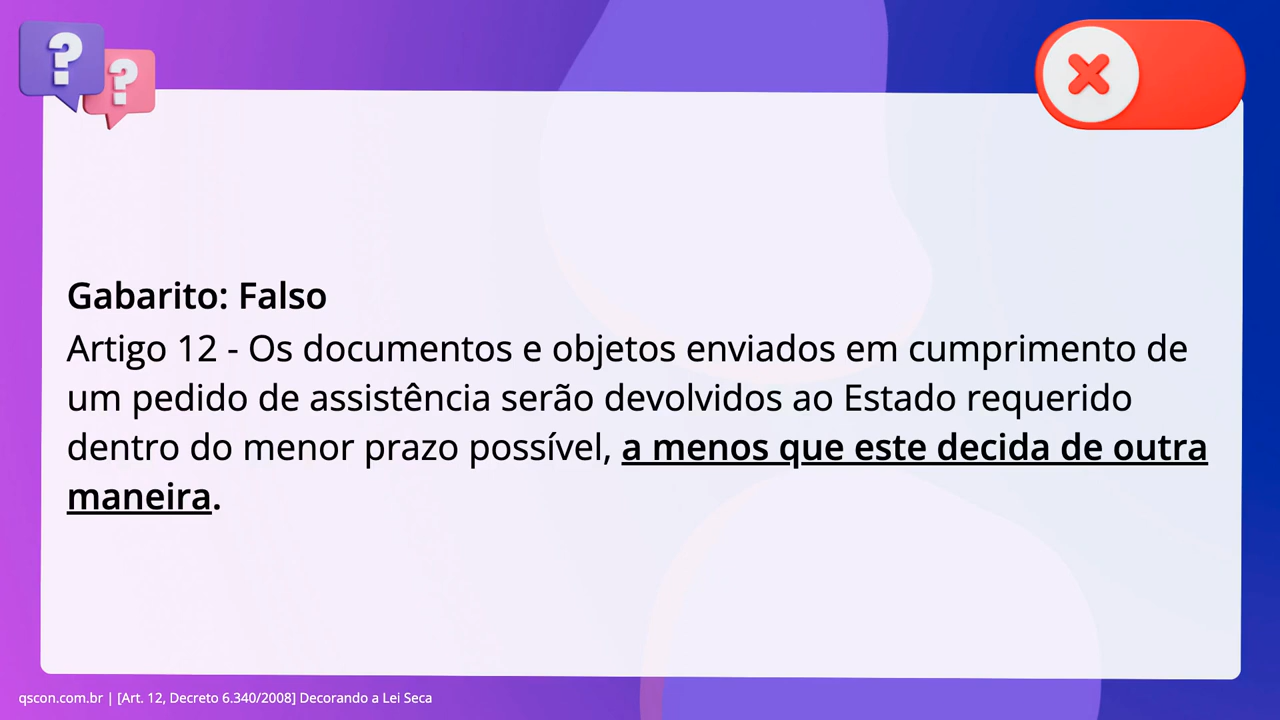 ? ?
Gabarito: Falso
Artigo 12 - Os documentos e objetos enviados em cumprimento de
um pedido de assistência serão devolvidos ao Estado requerido
dentro do menor prazo possível, a menos que este decida de outra
maneira.
qscon.com.br | [Art. 12, Decreto 6.340/2008] Decorando a Lei Seca